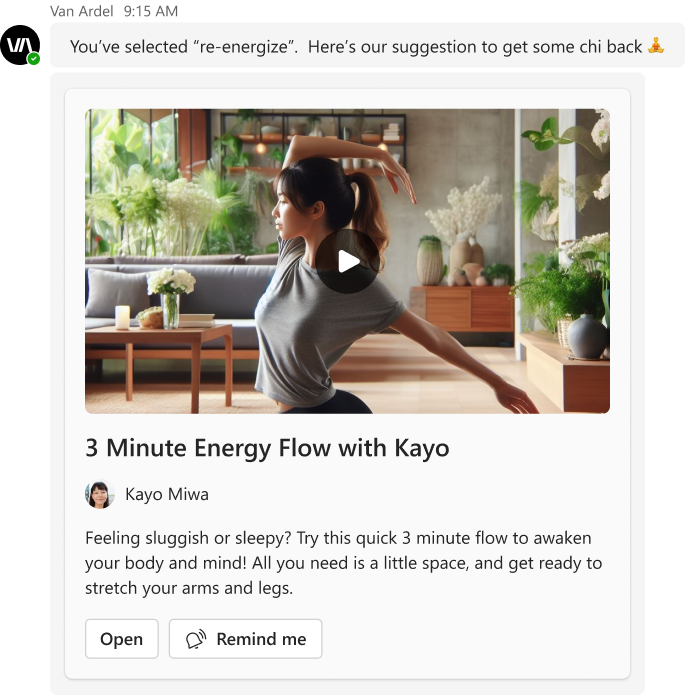 Van Ardel 9:15 AM
VA
You’ve selected “re-energize”. Here’s our suggestion to get some chi back 🧘
3 Minute Energy Flow with Kayo
Kayo Miwa
Feeling sluggish or sleepy? Try this quick 3 minute flow to awaken
your body and mind! All you need is a little space, and get ready to
stretch your arms and legs.
Open
Remind me